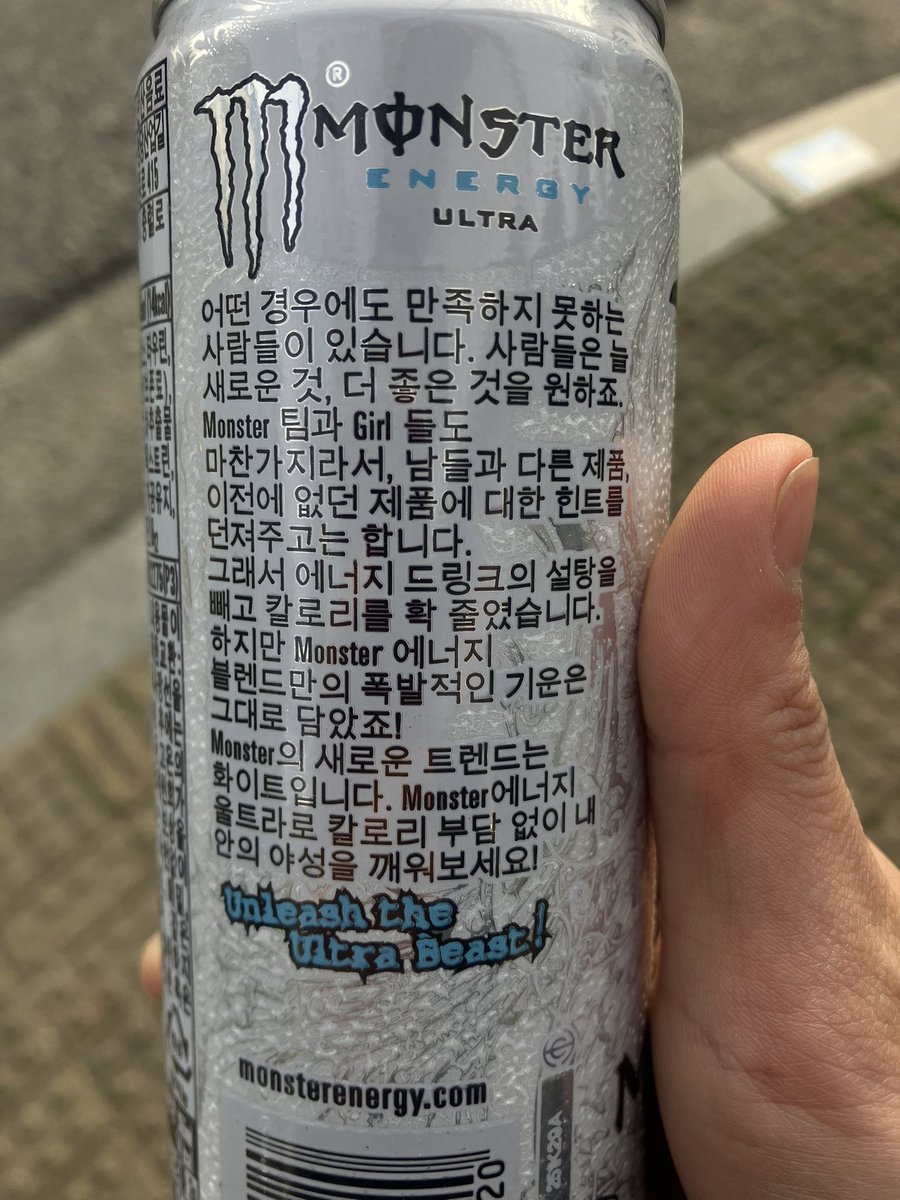 ®
MONSTER
ENERGY
ULTRA
어떤 경우에도 만족하지 못하는
사람들이 있습니다. 사람들은 늘
새로운 것, 더 좋은 것을 원하죠.
Monster 팀과 Girl 들도
마찬가지라서, 남들과 다른 제품,
이전에 없던 제품에 대한 힌트를
던져주고는 합니다.
그래서 에너지 드링크의 설탕을
빼고 칼로리를 확 줄였습니다.
하지만 Monster 에너지
블렌드만의 폭발적인 기운은
그대로 담았죠!
Monster의 새로운 트렌드는
화이트입니다. Monster에너지
울트라로 칼로리 부담 없이 내
안의 야성을 깨워보세요!
Unleash the
Ultra Beast!
monsterenergy.com